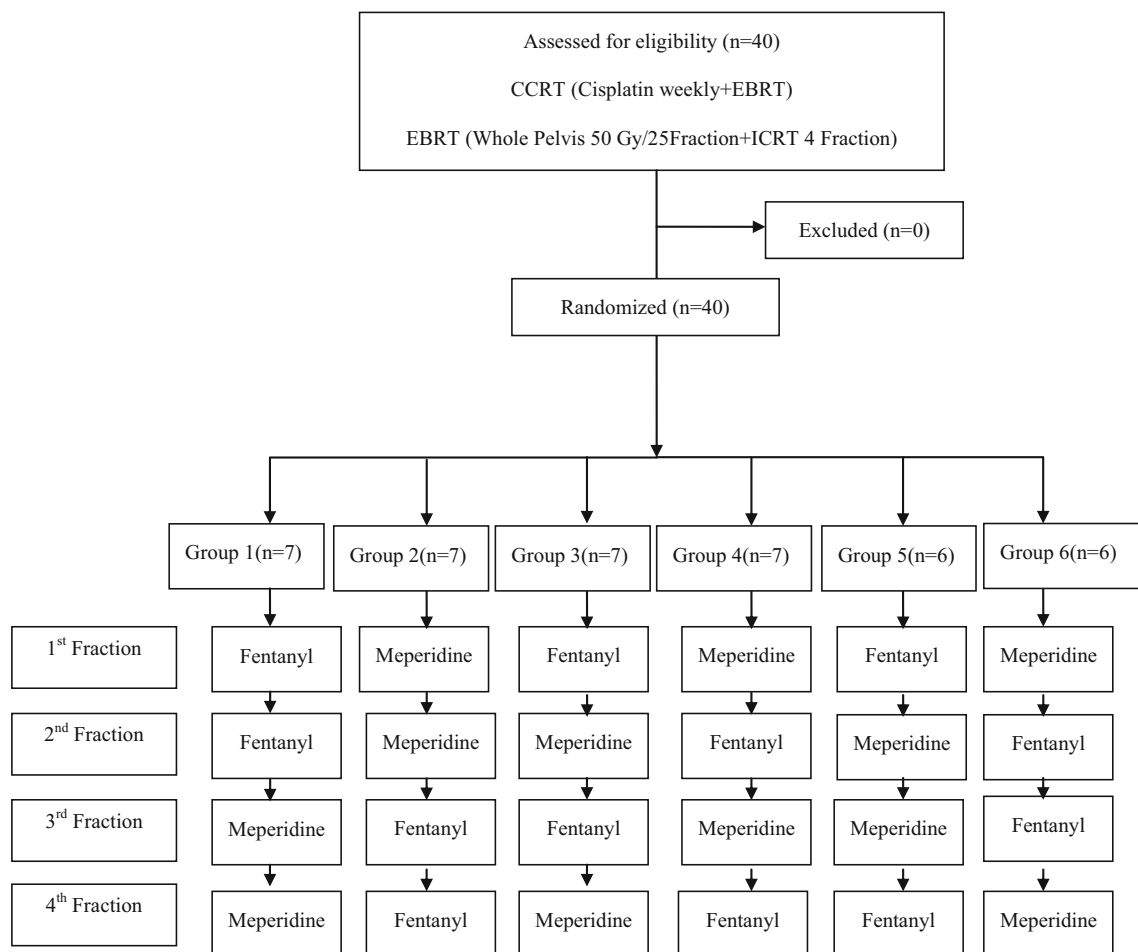 Assessed for eligibility (n=40)
CCRT (Cisplatin weekly+EBRT)
EBRT (Whole Pelvis 50 Gy/25Fraction+ICRT 4 Fraction)
Excluded (n=0)
Randomized (n=40)
Group 1(n=7) Group 2(n=7) Group 3(n=7) Group 4(n=7) Group 5(n=6) Group 6(n=6)
1st Fraction Fentanyl Meperidine Fentanyl Meperidine Fentanyl Meperidine
2nd Fraction Fentanyl Meperidine Meperidine Fentanyl Meperidine Fentanyl
3rd Fraction Meperidine Fentanyl Fentanyl Meperidine Meperidine Fentanyl
4th Fraction Meperidine Fentanyl Meperidine Fentanyl Fentanyl Meperidine